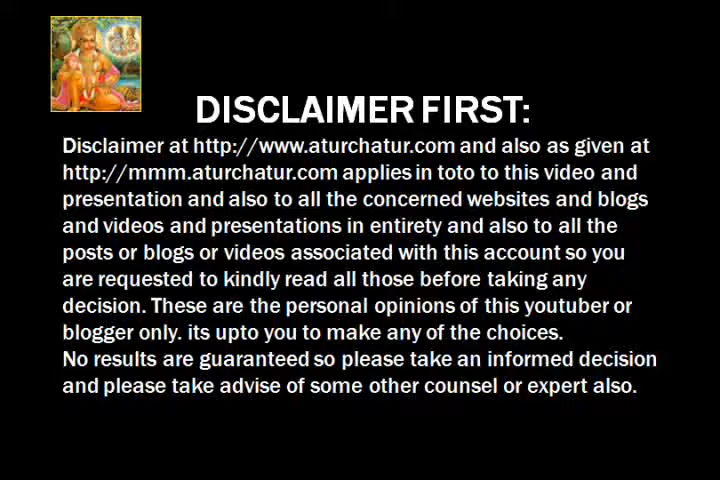 DISCLAIMER FIRST:
Disclaimer at http://www.aturchatur.com and also as given at
http://mmm.aturchatur.com applies in toto to this video and
presentation and also to all the concerned websites and blogs
and videos and presentations in entirety and also to all the
posts or blogs or videos associated with this account so you
are requested to kindly read all those before taking any
decision. These are the personal opinions of this youtuber or
blogger only. its upto you to make any of the choices.
No results are guaranteed so please take an informed decision
and please take advise of some other counsel or expert also.